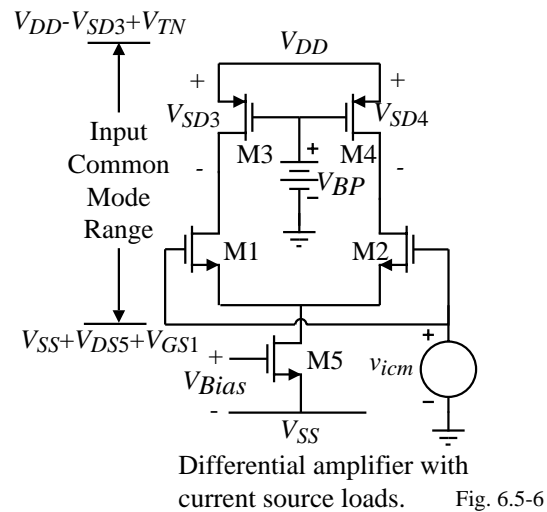 VDD-VSD3+VTN
VDD
+
+
VSD3
VSD4
Input
Common
Mode
Range
M3
M4
+
-
-
VBP
-
M1
M2
VSS+VDS5+VGS1
+
VBias
M5
+
vicm
-
-
VSS
Differential amplifier with
current source loads.
Fig. 6.5-6